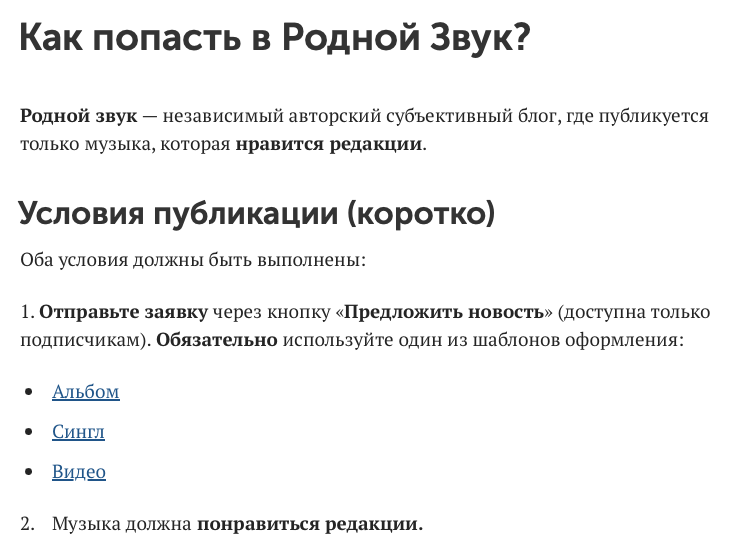 Как попасть в Родной Звук?
Родной звук — независимый авторский субъективный блог, где публикуется
только музыка, которая нравится редакции.
Условия публикации (коротко)
Оба условия должны быть выполнены:
1. Отправьте заявку через кнопку «Предложить новость» (доступна только
подписчикам). Обязательно используйте один из шаблонов оформления:
• Альбом
• Сингл
• Видео
2. Музыка должна понравиться редакции.